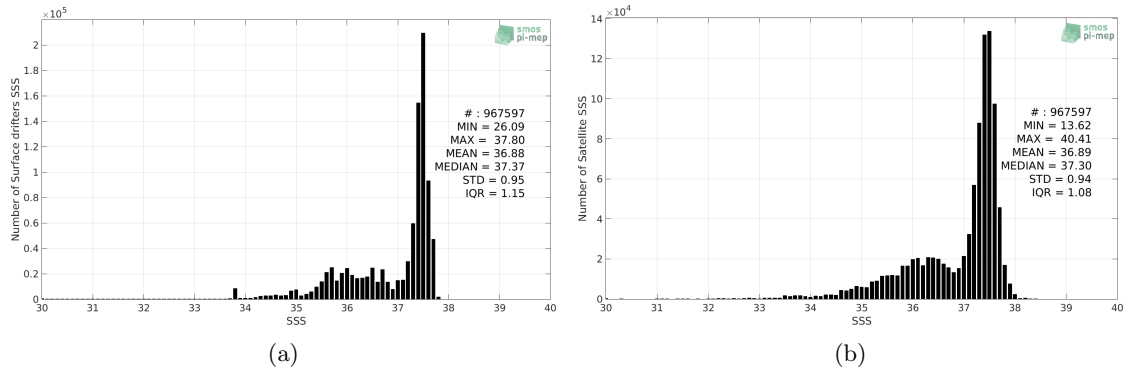 ×10⁵
Number of Surface drifters SSS
2
1.8
1.6
1.4
1.2
1
0.8
0.6
0.4
0.2
0
30 31 32 33 34 35 36 37 38 39 40
SSS
smos
pi-mep
# : 967597
MIN = 26.09
MAX = 37.80
MEAN = 36.88
MEDIAN = 37.37
STD = 0.95
IQR = 1.15
(a)
×10⁴
Number of Satellite SSS
14
12
10
8
6
4
2
0
30 31 32 33 34 35 36 37 38 39 40
SSS
smos
pi-mep
# : 967597
MIN = 13.62
MAX = 40.41
MEAN = 36.89
MEDIAN = 37.30
STD = 0.94
IQR = 1.08
(b)